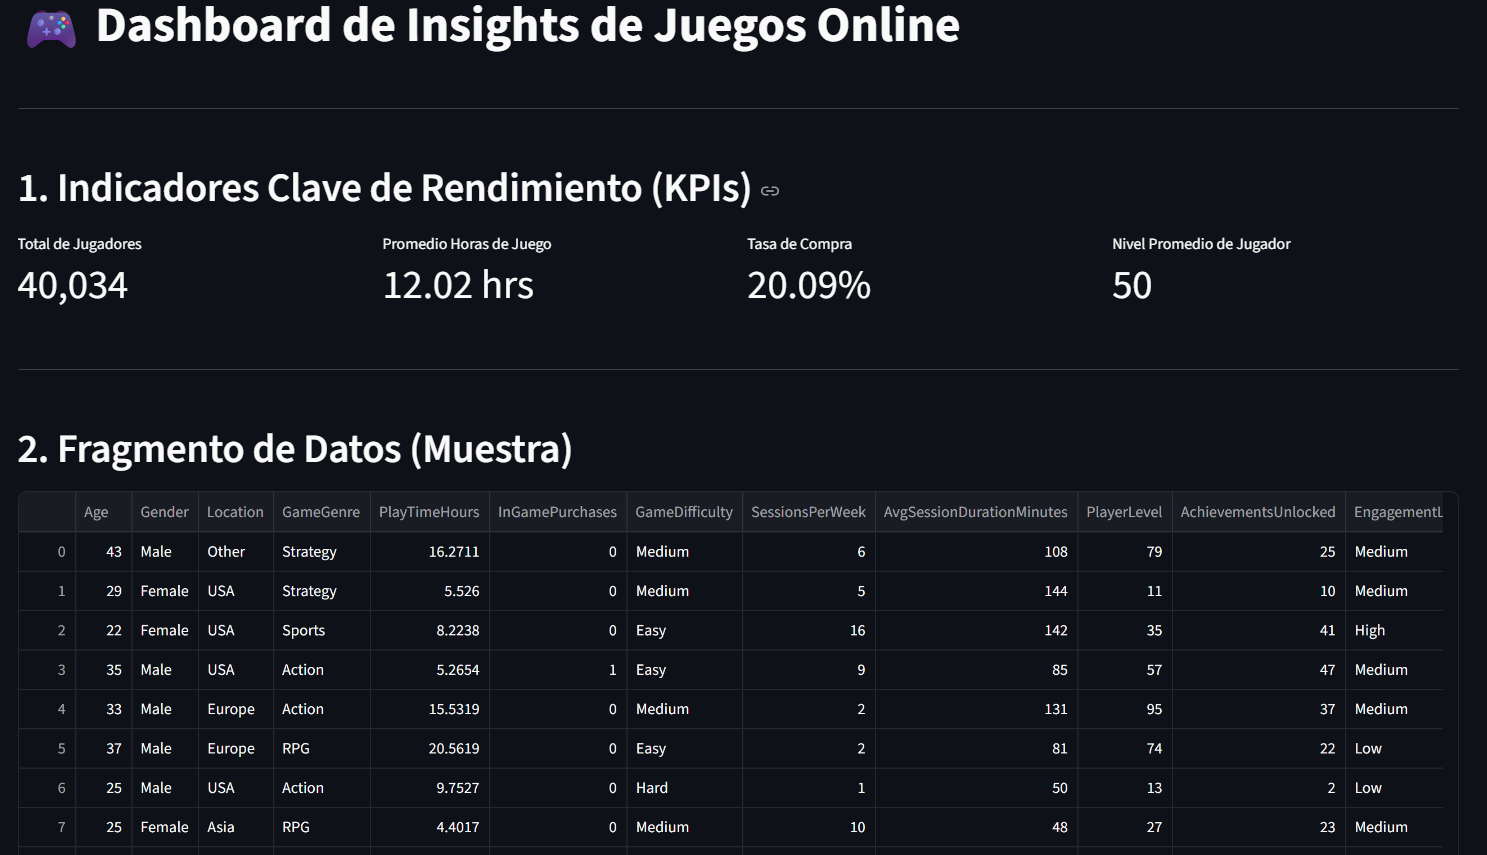 Dashboard de Insights de Juegos Online
1. Indicadores Clave de Rendimiento (KPIs)
Total de Jugadores Promedio Horas de Juego Tasa de Compra Nivel Promedio de Jugador
40,034 12.02 hrs 20.09% 50
2. Fragmento de Datos (Muestra)
Age Gender Location GameGenre PlayTimeHours InGamePurchases GameDifficulty SessionsPerWeek AvgSessionDurationMinutes PlayerLevel AchievementsUnlocked EngagementL
0 43 Male Other Strategy 16.2711 0 Medium 6 108 79 25 Medium
1 29 Female USA Strategy 5.526 0 Medium 5 144 11 10 Medium
2 22 Female USA Sports 8.2238 0 Easy 16 142 35 41 High
3 35 Male USA Action 5.2654 1 Easy 9 85 57 47 Medium
4 33 Male Europe Action 15.5319 0 Medium 2 131 95 37 Medium
5 37 Male Europe RPG 20.5619 0 Easy 2 81 74 22 Low
6 25 Male USA Action 9.7527 0 Hard 1 50 13 2 Low
7 25 Female Asia RPG 4.4017 0 Medium 10 48 27 23 Medium